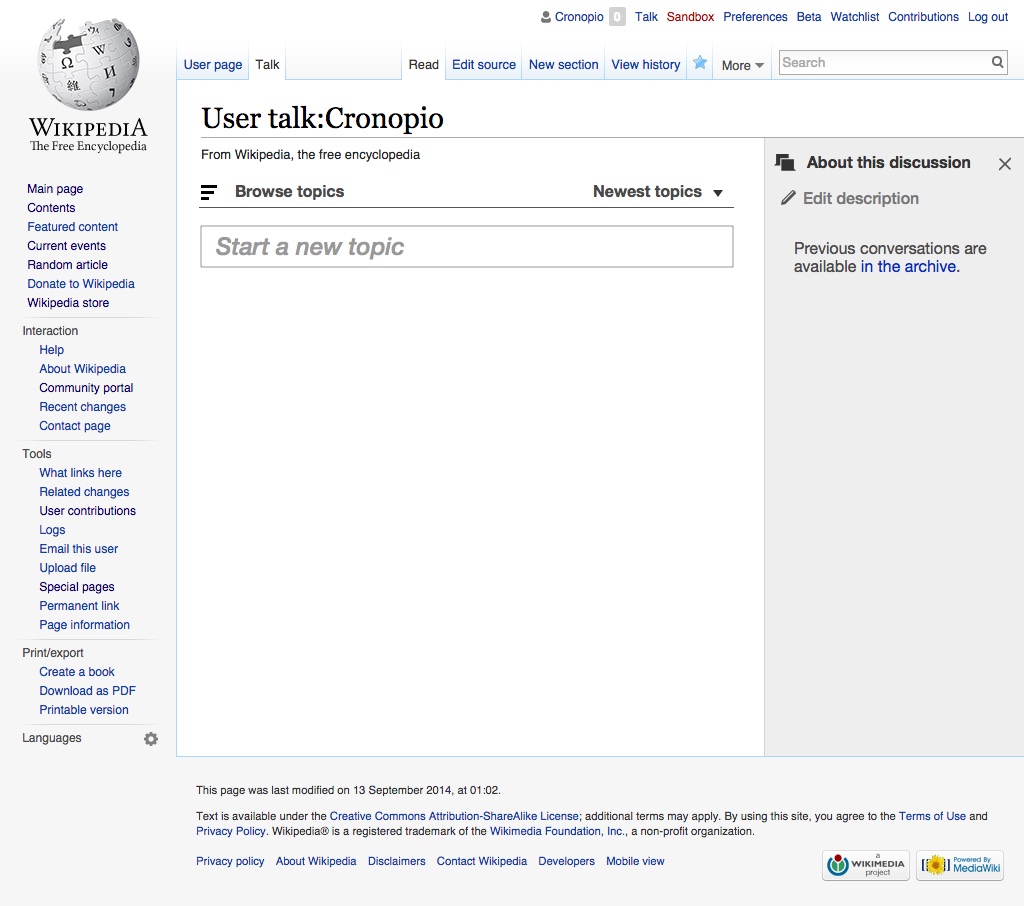 Cronopio 0 Talk Sandbox Preferences Beta Watchlist Contributions Log out
User page Talk Read Edit source New section View history More Search
WIKIPEDIA
The Free Encyclopedia
Main page
Contents
Featured content
Current events
Random article
Donate to Wikipedia
Wikipedia store
Interaction
Help
About Wikipedia
Community portal
Recent changes
Contact page
Tools
What links here
Related changes
User contributions
Logs
Email this user
Upload file
Special pages
Permanent link
Page information
Print/export
Create a book
Download as PDF
Printable version
Languages
User talk:Cronopio
From Wikipedia, the free encyclopedia
Browse topics Newest topics
Start a new topic
About this discussion
Edit description
Previous conversations are
available in the archive.
This page was last modified on 13 September 2014, at 01:02.
Text is available under the Creative Commons Attribution-ShareAlike License; additional terms may apply. By using this site, you agree to the Terms of Use and
Privacy Policy. Wikipedia® is a registered trademark of the Wikimedia Foundation, Inc., a non-profit organization.
Privacy policy About Wikipedia Disclaimers Contact Wikipedia Developers Mobile view
a
WIKIMEDIA
project
Powered By
MediaWiki